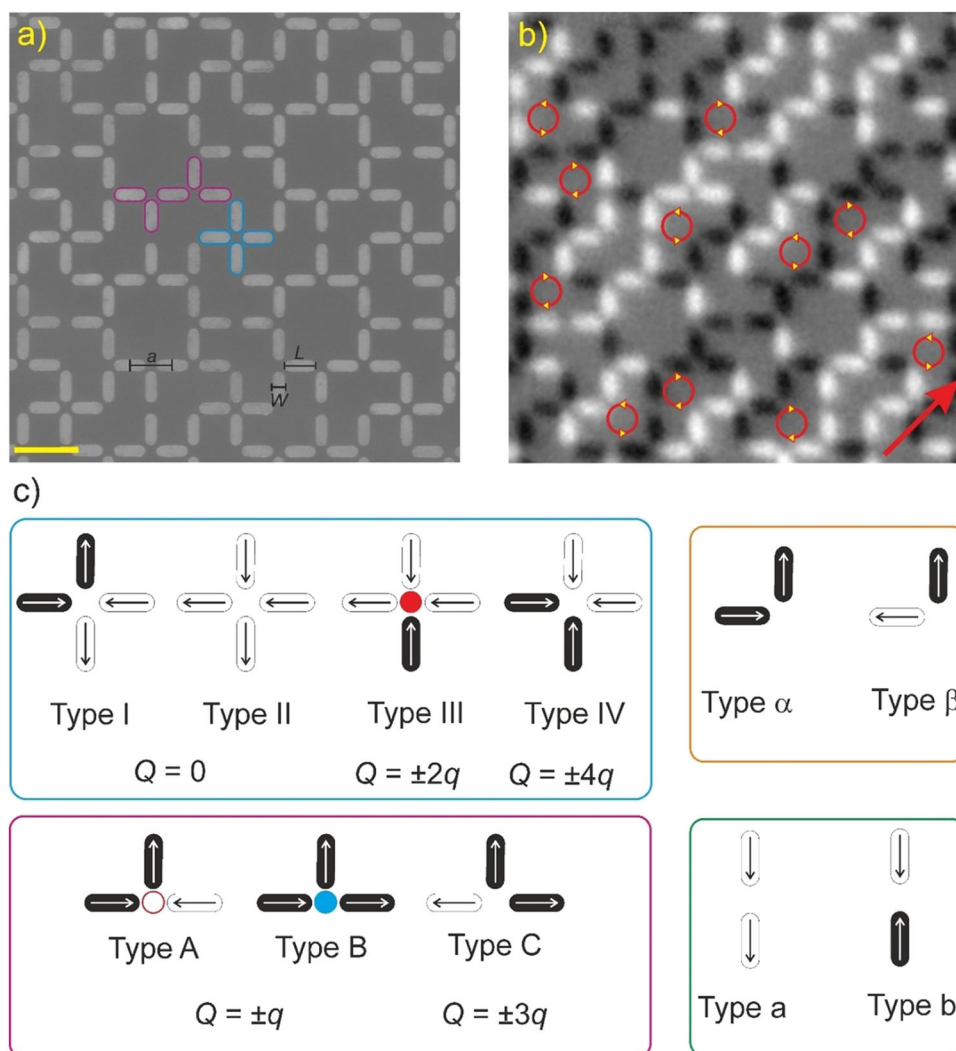 a)
b)
a
L
W
c)
Type I Type II Type III Type IV
Q = 0 Q = ±2q Q = ±4q
Type α Type β
Type A Type B Type C
Q = ±q Q = ±3q
Type a Type b